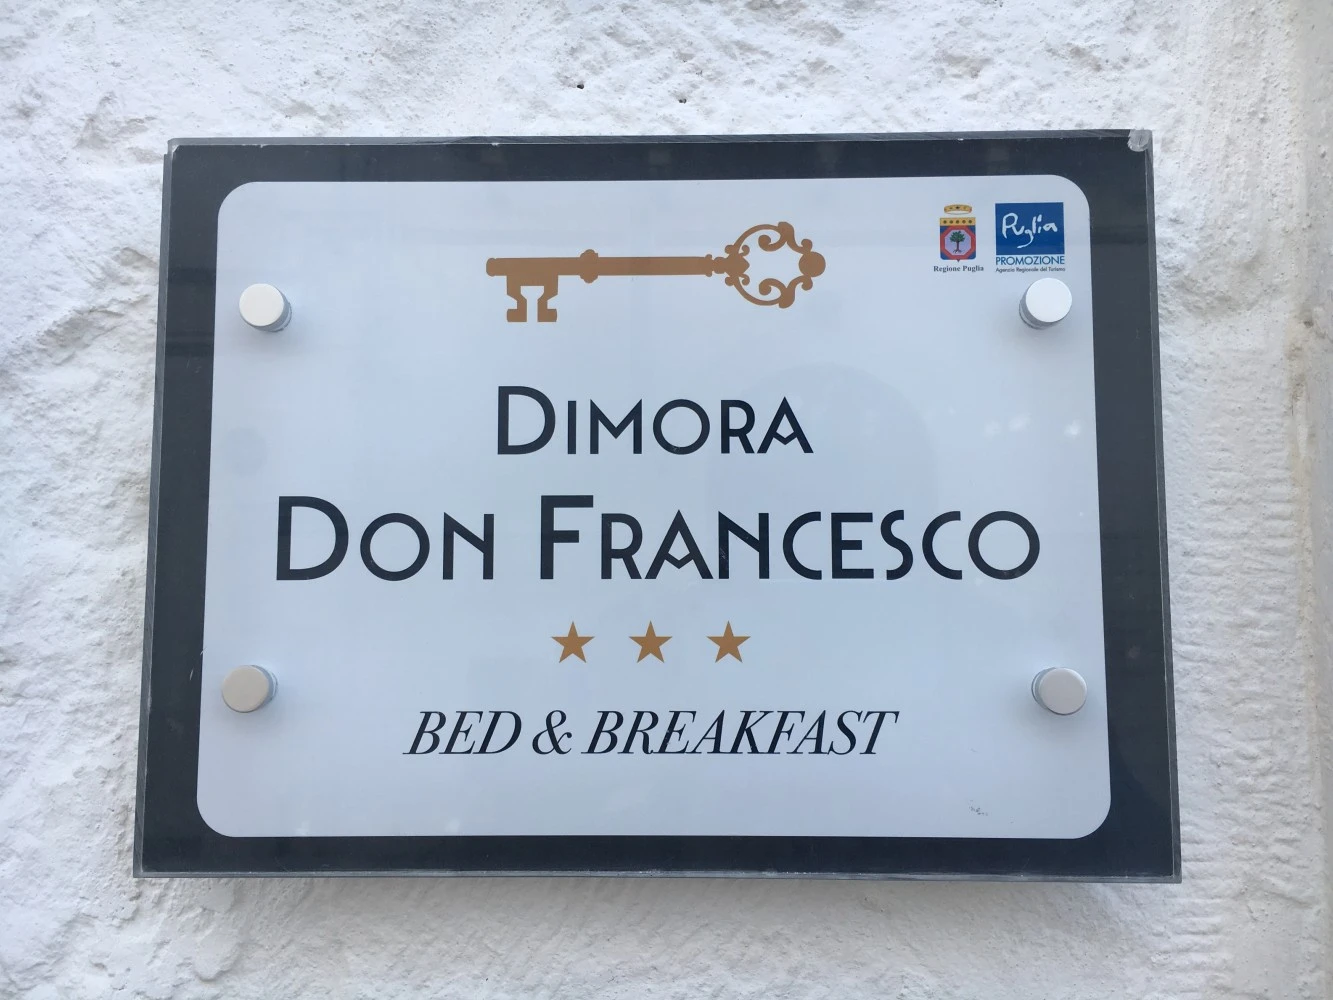 Regione Puglia
Puglia
PROMOZIONE
Agenzia Regionale del Turismo
DIMORA
DON FRANCESCO
BED & BREAKFAST